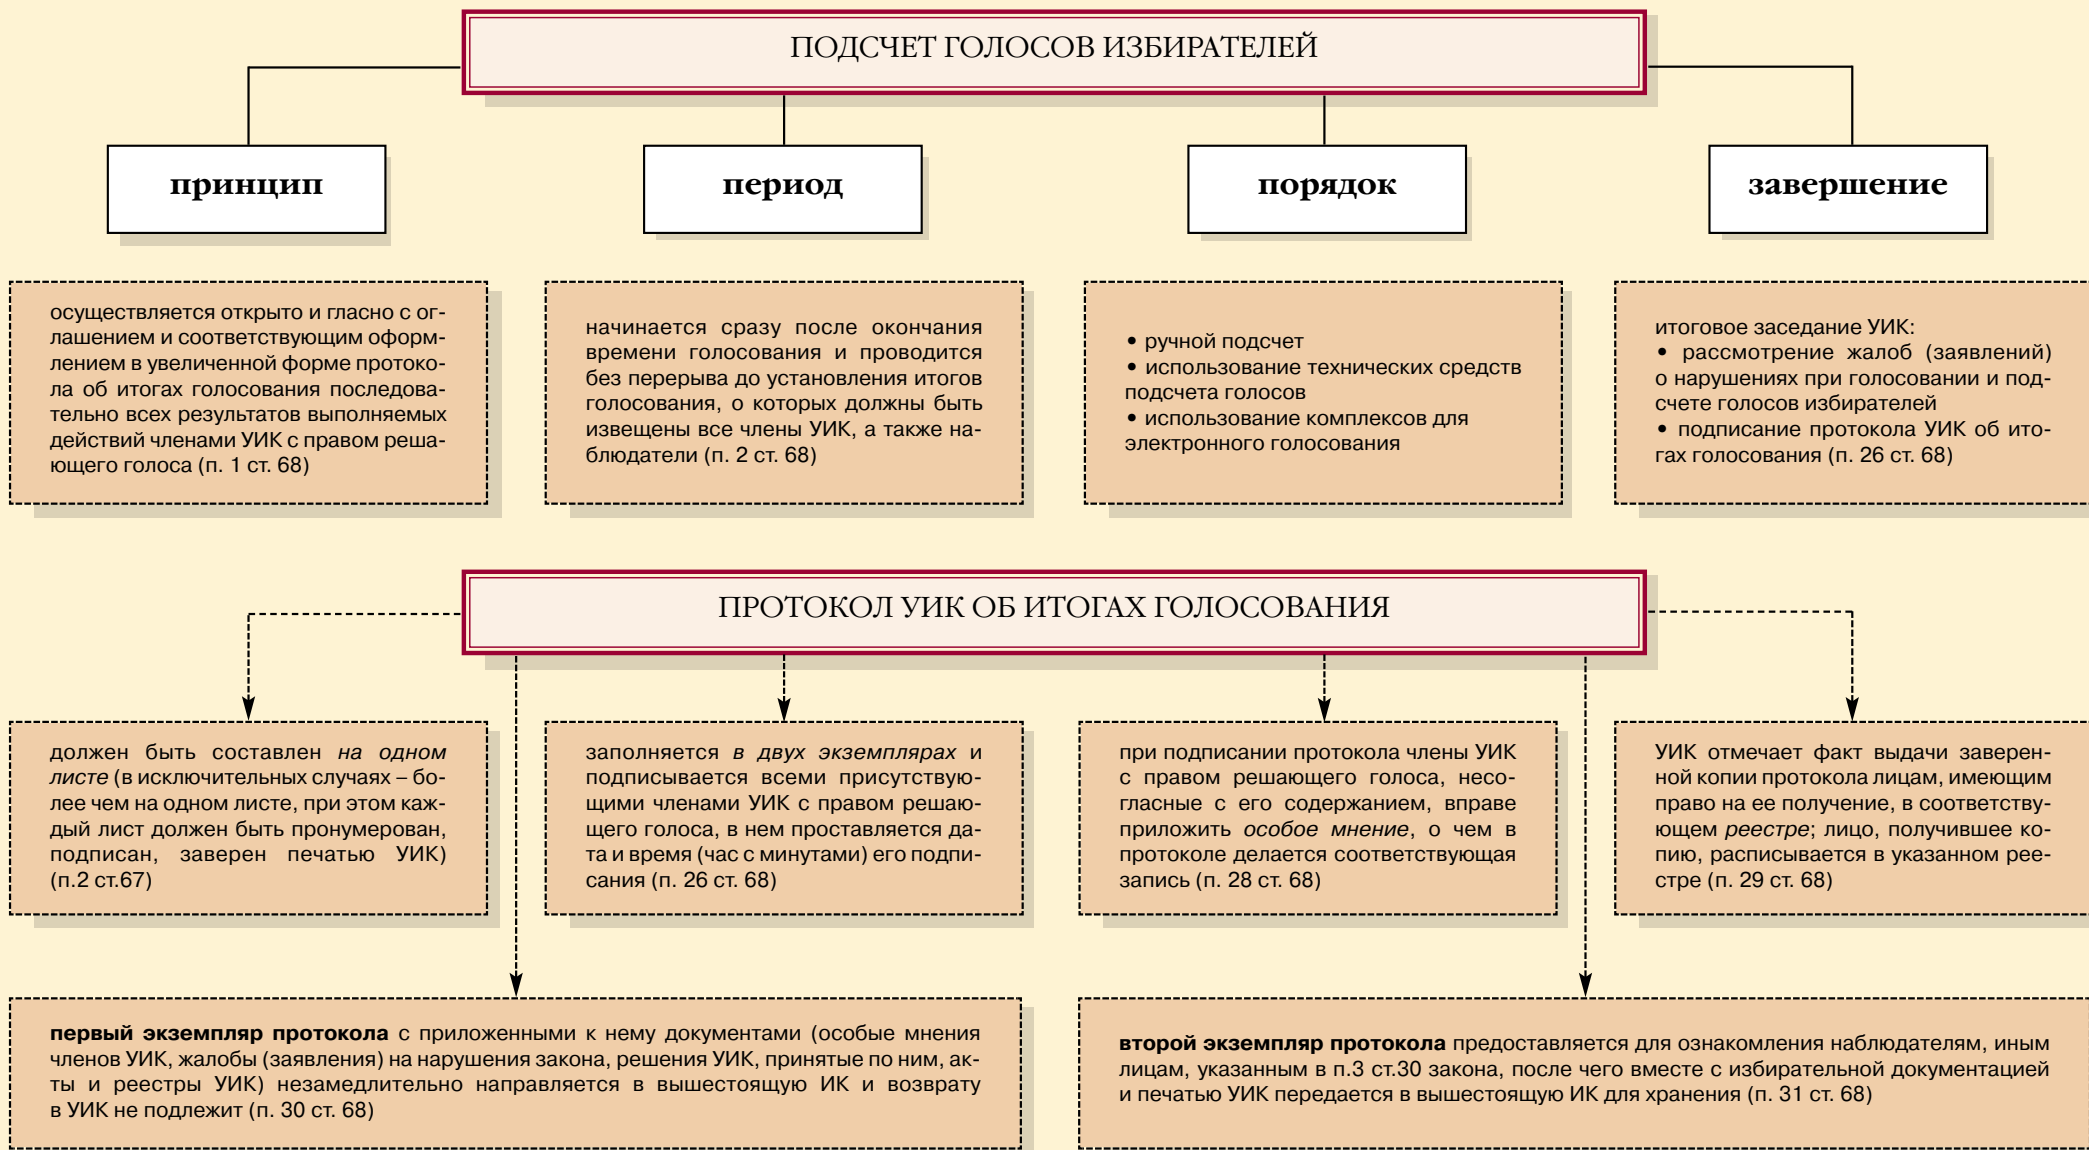 ПОДСЧЕТ ГОЛОСОВ ИЗБИРАТЕЛЕЙ
принцип
период
порядок
завершение
осуществляется открыто и гласно с ог-
лашением и соответствующим оформ-
лением в увеличенной форме протоко-
ла об итогах голосования последова-
тельно всех результатов выполняемых
действий членами УИК с правом реша-
ющего голоса (п. 1 ст. 68)
начинается сразу после окончания
времени голосования и проводится
без перерыва до установления итогов
голосования, о которых должны быть
извещены все члены УИК, а также на-
блюдатели (п. 2 ст. 68)
• ручной подсчет
• использование технических средств
подсчета голосов
• использование комплексов для
электронного голосования
итоговое заседание УИК:
• рассмотрение жалоб (заявлений)
о нарушениях при голосовании и под-
счете голосов избирателей
• подписание протокола УИК об ито-
гах голосования (п. 26 ст. 68)
ПРОТОКОЛ УИК ОБ ИТОГАХ ГОЛОСОВАНИЯ
должен быть составлен на одном
листе (в исключительных случаях – бо-
лее чем на одном листе, при этом каж-
дый лист должен быть пронумерован,
подписан, заверен печатью УИК)
(п.2 ст.67)
заполняется в двух экземплярах и
подписывается всеми присутствую-
щими членами УИК с правом решаю-
щего голоса, в нем проставляется да-
та и время (час с минутами) его подпи-
сания (п. 26 ст. 68)
при подписании протокола члены УИК
с правом решающего голоса, несо-
гласные с его содержанием, вправе
приложить особое мнение, о чем в
протоколе делается соответствующая
запись (п. 28 ст. 68)
УИК отмечает факт выдачи заверен-
ной копии протокола лицам, имеющим
право на ее получение, в соответству-
ющем реестре; лицо, получившее ко-
пию, расписывается в указанном рее-
стре (п. 29 ст. 68)
первый экземпляр протокола с приложенными к нему документами (особые мнения
членов УИК, жалобы (заявления) на нарушения закона, решения УИК, принятые по ним, ак-
ты и реестры УИК) незамедлительно направляется в вышестоящую ИК и возврату
в УИК не подлежит (п. 30 ст. 68)
второй экземпляр протокола предоставляется для ознакомления наблюдателям, иным
лицам, указанным в п.3 ст.30 закона, после чего вместе с избирательной документацией
и печатью УИК передается в вышестоящую ИК для хранения (п. 31 ст. 68)